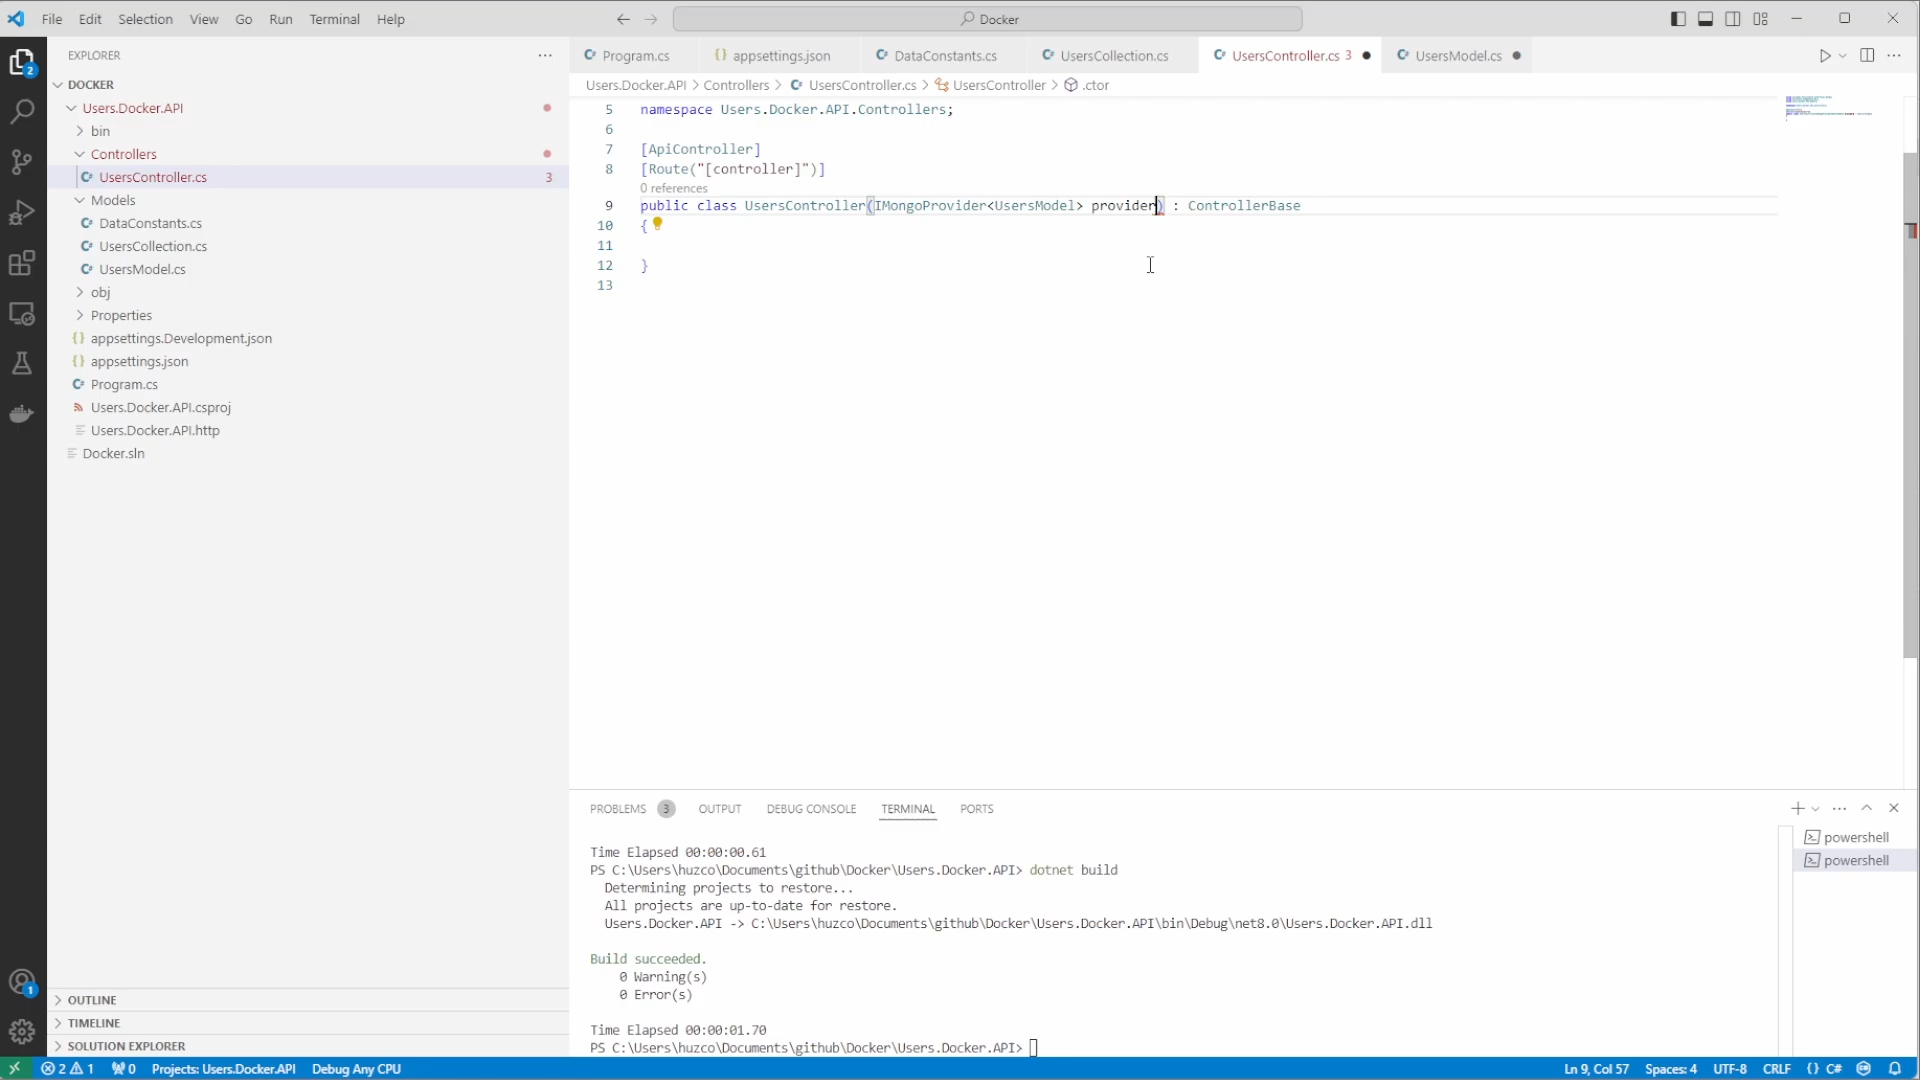 File Edit Selection View Go Run Terminal Help
Docker
EXPLORER
DOCKER
Users.Docker.API
bin
Controllers
UsersController.cs 3
Models
DataConstants.cs
UsersCollection.cs
UsersModel.cs
obj
Properties
appsettings.Development.json
appsettings.json
Program.cs
Users.Docker.API.csproj
Users.Docker.API.http
Docker.sln
OUTLINE
TIMELINE
SOLUTION EXPLORER
2
1
Program.cs appsettings.json DataConstants.cs UsersCollection.cs UsersController.cs 3 UsersModel.cs
Users.Docker.API > Controllers > UsersController.cs > UsersController > .ctor
5 namespace Users.Docker.API.Controllers;
6
7 [ApiController]
8 [Route("[controller]")]
0 references
9 public class UsersController(IMongoProvider<UsersModel> provider) : ControllerBase
10 {
11
12 }
13
PROBLEMS 3 OUTPUT DEBUG CONSOLE TERMINAL PORTS
powershell
powershell
Time Elapsed 00:00:00.61
PS C:\Users\huzco\Documents\github\Docker\Users.Docker.API> dotnet build
Determining projects to restore...
All projects are up-to-date for restore.
Users.Docker.API -> C:\Users\huzco\Documents\github\Docker\Users.Docker.API\bin\Debug\net8.0\Users.Docker.API.dll
Build succeeded.
0 Warning(s)
0 Error(s)
Time Elapsed 00:00:01.70
PS C:\Users\huzco\Documents\github\Docker\Users.Docker.API>
2 1 0 Projects: Users.Docker.API Debug Any CPU Ln 9, Col 57 Spaces: 4 UTF-8 CRLF {} C#